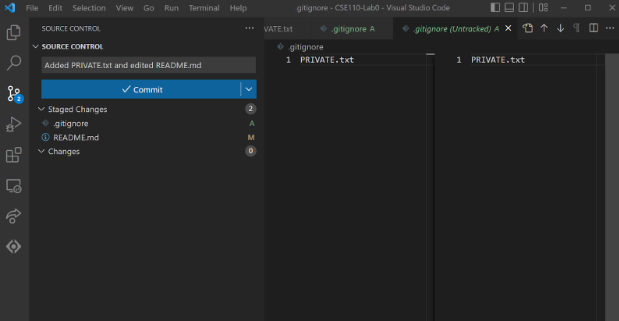 File Edit Selection View Go Run Terminal Help .gitignore - CSE110-Lab0 - Visual Studio Code
SOURCE CONTROL ...
SOURCE CONTROL
Added PRIVATE.txt and edited README.md
Commit
Staged Changes 2
.gitignore A
README.md M
Changes 0
2
VATE.txt .gitignore A .gitignore (Untracked) ...
.gitignore
1 PRIVATE.txt 1 PRIVATE.txt